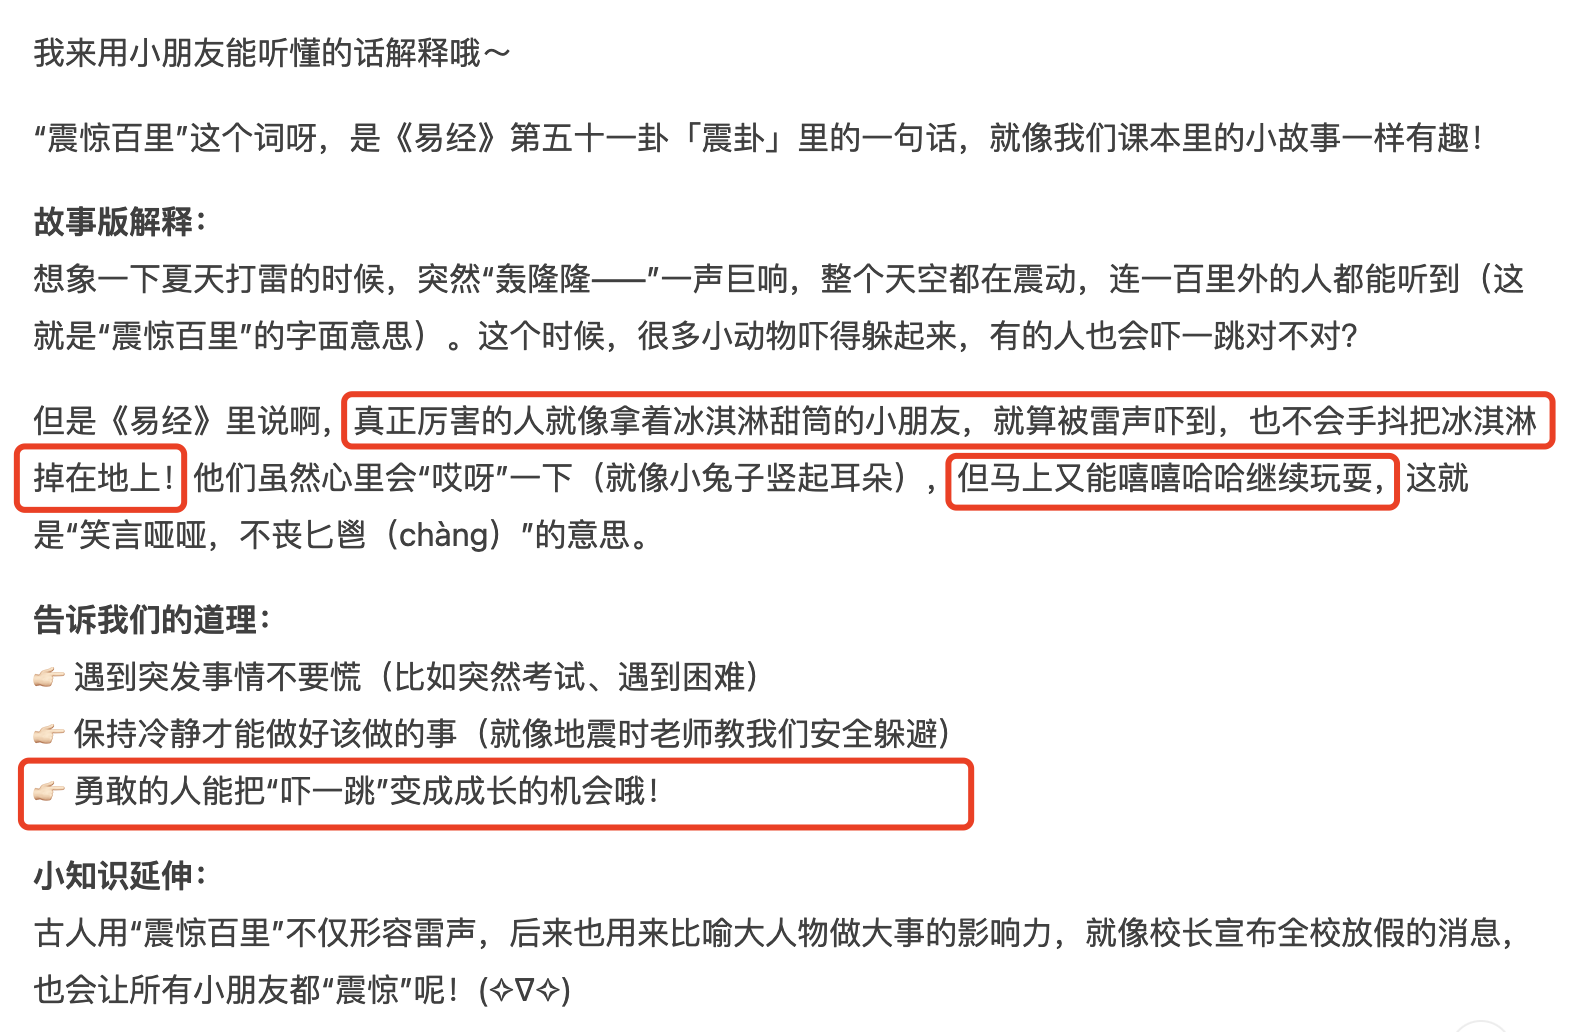 我来用小朋友能听懂的话解释哦～
“震惊百里”这个词呀，是《易经》第五十一卦「震卦」里的一句话，就像我们课本里的小故事一样有趣！
故事版解释：
想象一下夏天打雷的时候，突然“轰隆隆——”一声巨响，整个天空都在震动，连一百里外的人都能听到（这
就是“震惊百里”的字面意思）。这个时候，很多小动物吓得躲起来，有的人也会吓一跳对不对？
但是《易经》里说啊，真正厉害的人就像拿着冰淇淋甜筒的小朋友，就算被雷声吓到，也不会手抖把冰淇淋
掉在地上！他们虽然心里会“哎呀”一下（就像小兔子竖起耳朵），但马上又能嘻嘻哈哈继续玩耍，这就
是“笑言哑哑，不丧匕鬯（chàng）”的意思。
告诉我们的道理：
👉🏻 遇到突发事情不要慌（比如突然考试、遇到困难）
👉🏻 保持冷静才能做好该做的事（就像地震时老师教我们安全躲避）
👉🏻 勇敢的人能把“吓一跳”变成成长的机会哦！
小知识延伸：
古人用“震惊百里”不仅形容雷声，后来也用来比喻大人物做大事的影响力，就像校长宣布全校放假的消息，
也会让所有小朋友都“震惊”呢！(✧∇✧)